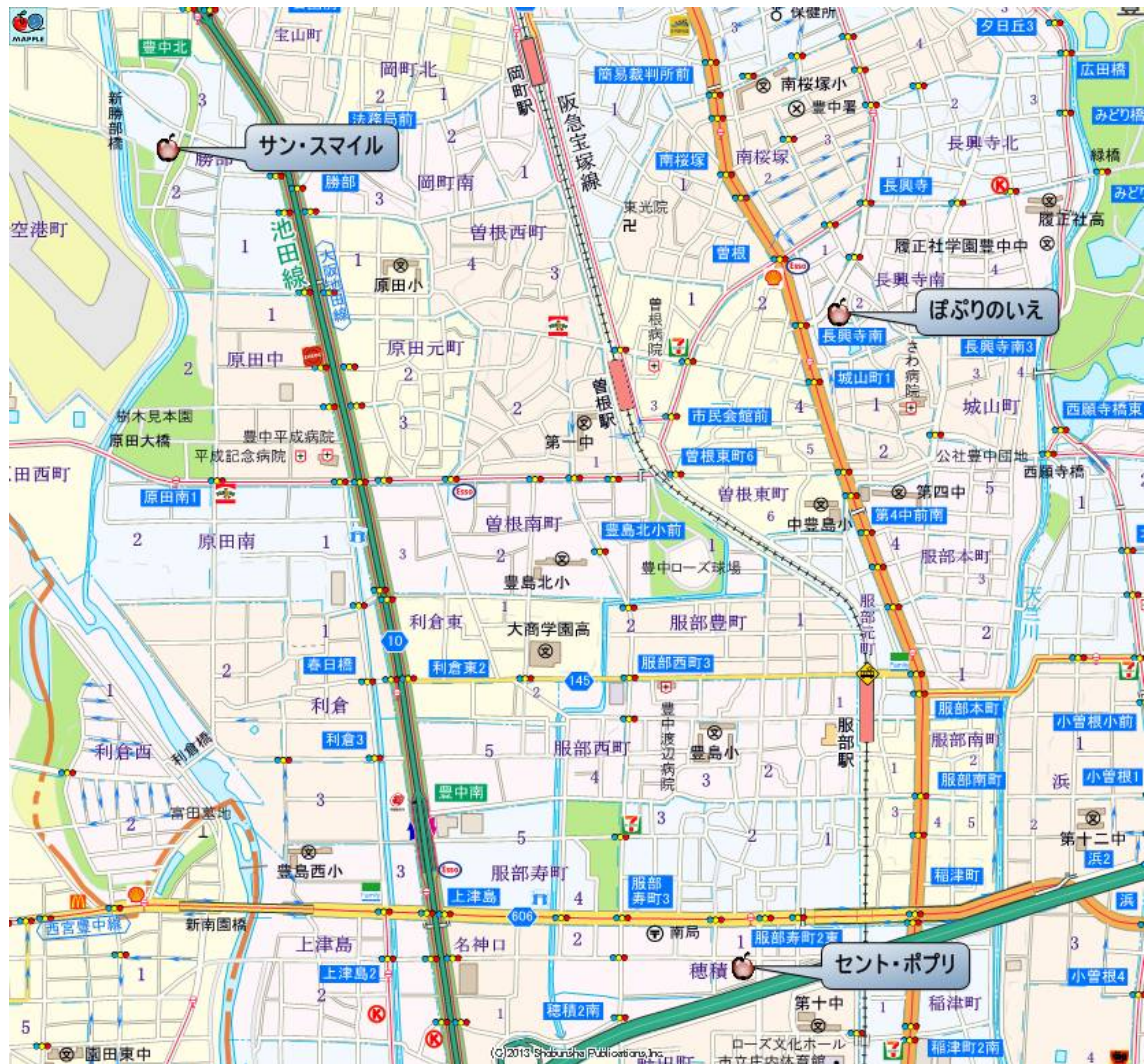 MAPPLE
豊中北
宝山町
岡町北
岡町駅
保健所
夕日丘3
広田橋
簡易裁判所前
南桜塚小
豊中署
みどり橋
新勝部橋
法務局前
阪急宝塚線
サン・スマイル
勝部
勝部
岡町南
南桜塚
南桜塚
長興寺北
緑橋
長興寺
空港町
東光院
履正社高
曽根西町
曽根
Esso
履正社学園豊中中
池田線
大阪池田線
原田小
長興寺南
ぽぷりのいえ
長興寺南
長興寺南3
原田中
原田元町
曽根病院
さわ病院
城山町1
城山町
曽根駅
樹木見本園
原田大橋
豊中平成病院
平成記念病院
第一中
市民会館前
西願寺橋東
曽根東町6
公社豊中団地
西願寺橋
原田西町
原田南1
Esso
曽根東町
第四中
中豊島小
第4中前南
原田南
曽根南町
豊島北小前
豊島北小
豊中ローズ球場
服部本町
天竺川
利倉東
10
大商学園高
服部豊町
服部元町
春日橋
利倉東2
145
服部西町3
利倉
服部本町
小曽根小前
利倉西
利倉橋
利倉3
服部西町
豊中渡辺病院
豊島小
服部駅
服部南町
服部南町
浜
小曽根1
豊中南
富田墓地
第十二中
豊島西小
Esso
服部寿町
浜2
稲津町
上津島
服部寿町3
浜
606
西宮豊中線
新南園橋
南局
服部寿町2東
上津島
名神口
上津島2
穂積
セント・ポプリ
小曽根4
穂積2南
第十中
稲津町
園田東中
ローズ文化ホール
市立庄内体育館
稲津町2南
(C)2013 Shobunsha Publications,Inc.